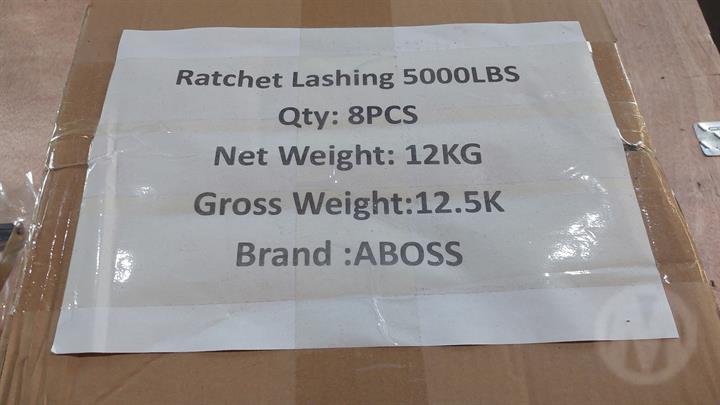 Ratchet Lashing 5000LBS
Qty: 8PCS
Net Weight: 12KG
Gross Weight:12.5K
Brand :ABOSS